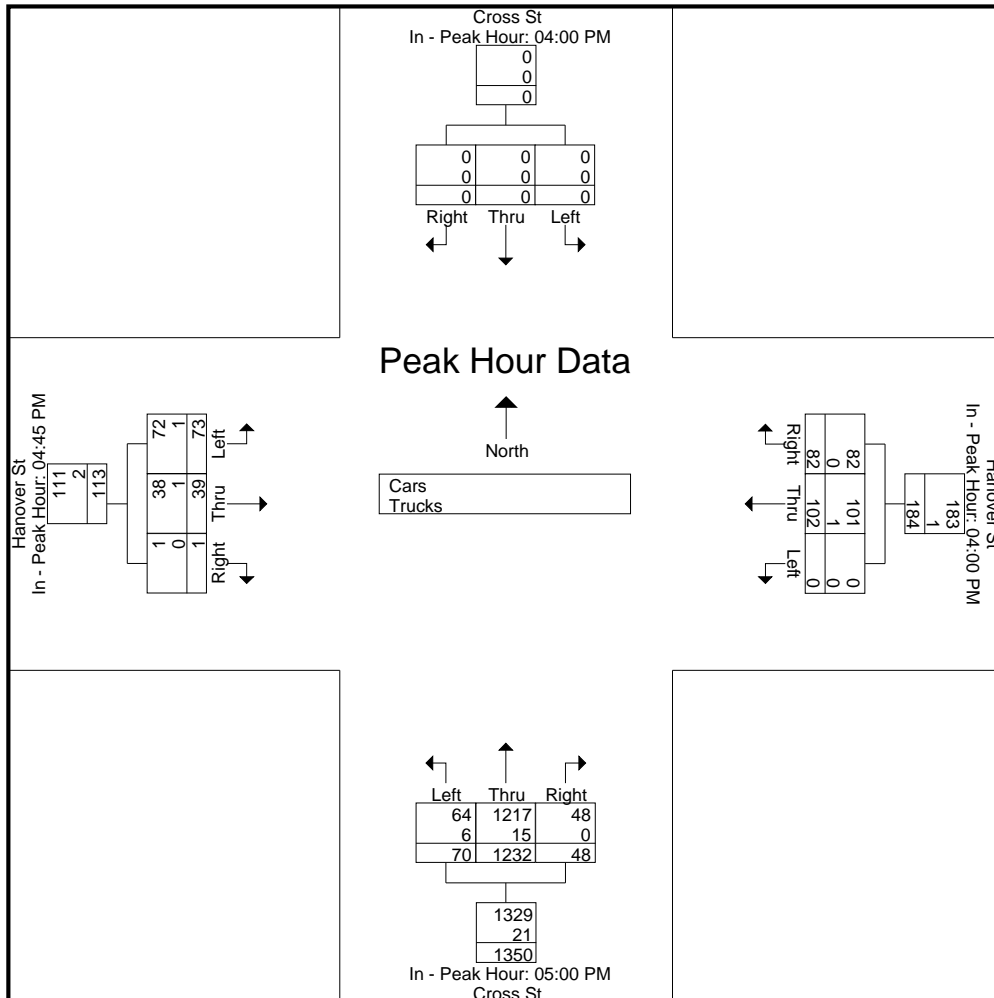 Cross St
In - Peak Hour: 04:00 PM
0
0
0
0 0 0
0 0 0
0 0 0
Right Thru Left
Peak Hour Data
North
Cars
Trucks
Hanover St
In - Peak Hour: 04:45 PM
111
2
113
72 1 73
Left
38 1 39
Thru
1 0 1
Right
Right
82 0 82
Thru
102 1 101
Left
0 0 0
184
1
183
In - Peak Hour: 04:00 PM
Hanover St
Left Thru Right
64 1217 48
6 15 0
70 1232 48
1329
21
1350
In - Peak Hour: 05:00 PM
Cross St